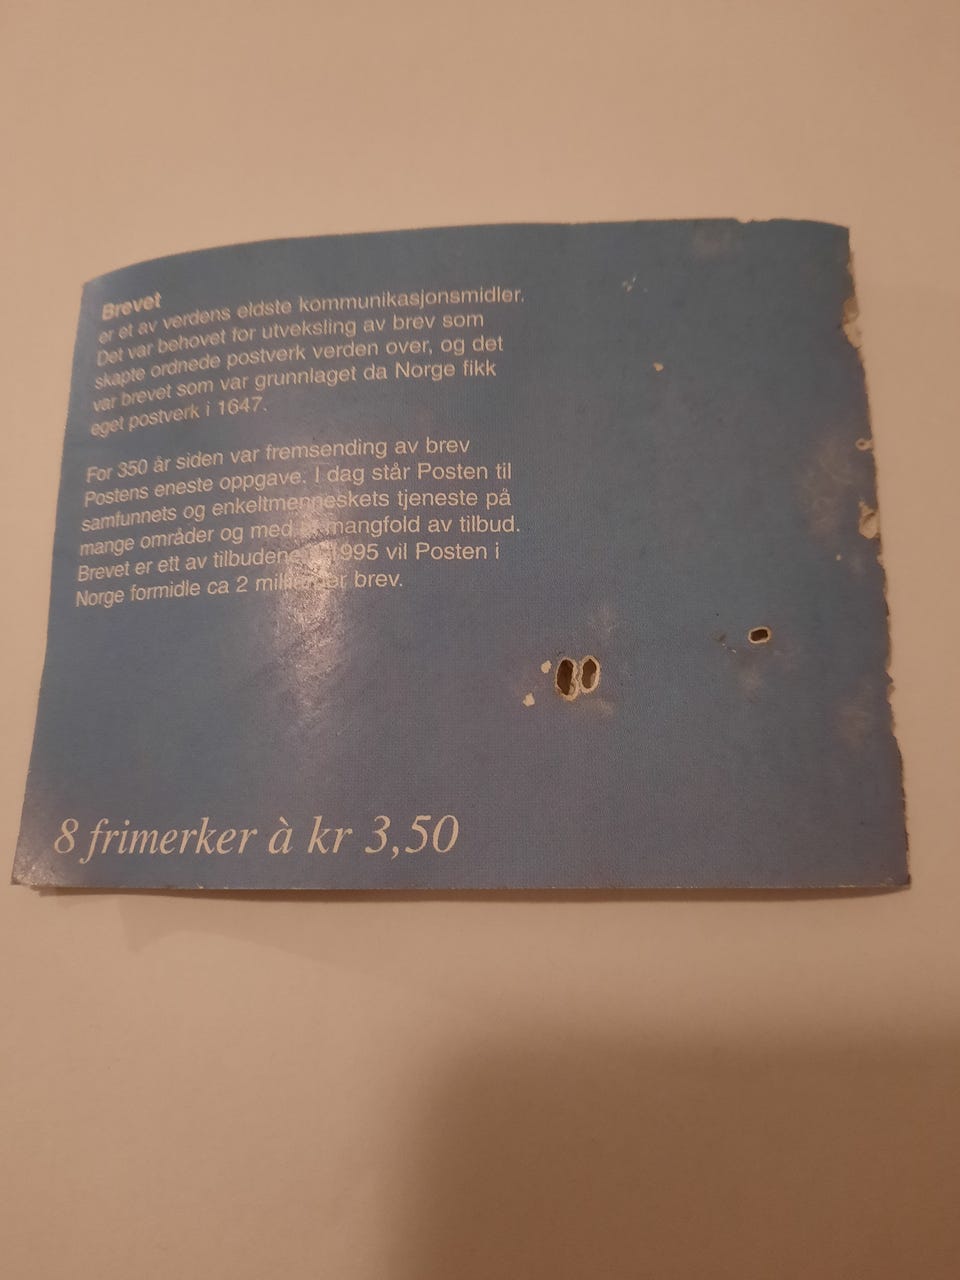 Brevet
er et av verdens eldste kommunikasjonsmidler.
Det var behovet for utveksling av brev som
skapte ordnede postverk verden over, og det
var brevet som var grunnlaget da Norge fikk
eget postverk i 1647.
For 350 år siden var fremsending av brev
Postens eneste oppgave. I dag står Posten til
samfunnets og enkeltmenneskets tjeneste på
mange områder og med et mangfold av tilbud.
Brevet er ett av tilbudene. I 1995 vil Posten i
Norge formidle ca 2 milliarder brev.
8 frimerker à kr 3,50